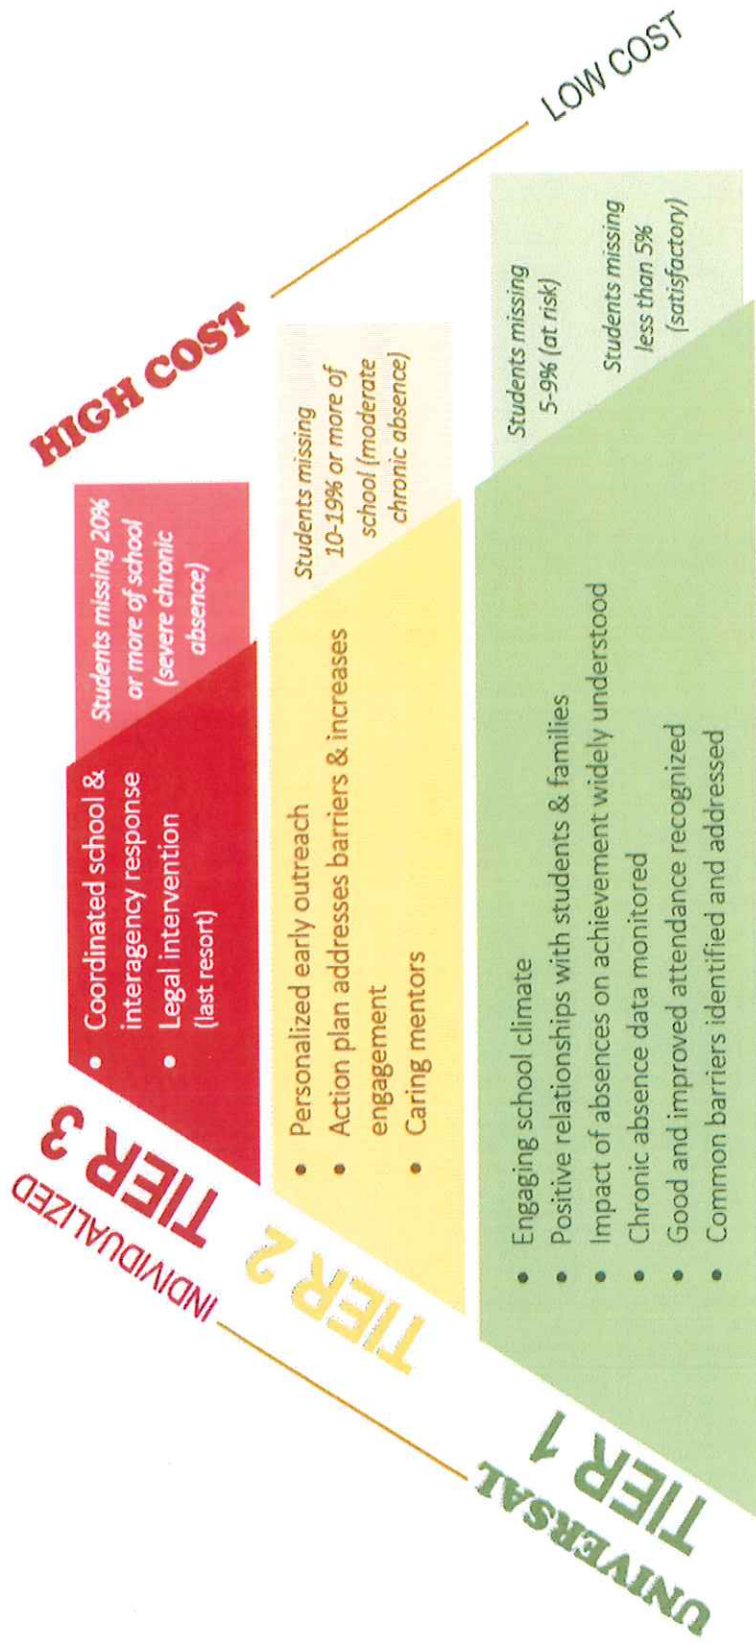 HIGH COST
INDIVIDUALIZED
TIER 3
• Coordinated school &
interagency response
• Legal intervention
(last resort)
Students missing 20%
or more of school
(severe chronic
absence)
TIER 2
• Personalized early outreach
• Action plan addresses barriers & increases
engagement
• Caring mentors
Students missing
10-19% or more of
school (moderate
chronic absence)
LOW COST
UNIVERSAL
TIER 1
• Engaging school climate
• Positive relationships with students & families
• Impact of absences on achievement widely understood
• Chronic absence data monitored
• Good and improved attendance recognized
• Common barriers identified and addressed
Students missing
5-9% (at risk)
Students missing
less than 5%
(satisfactory)